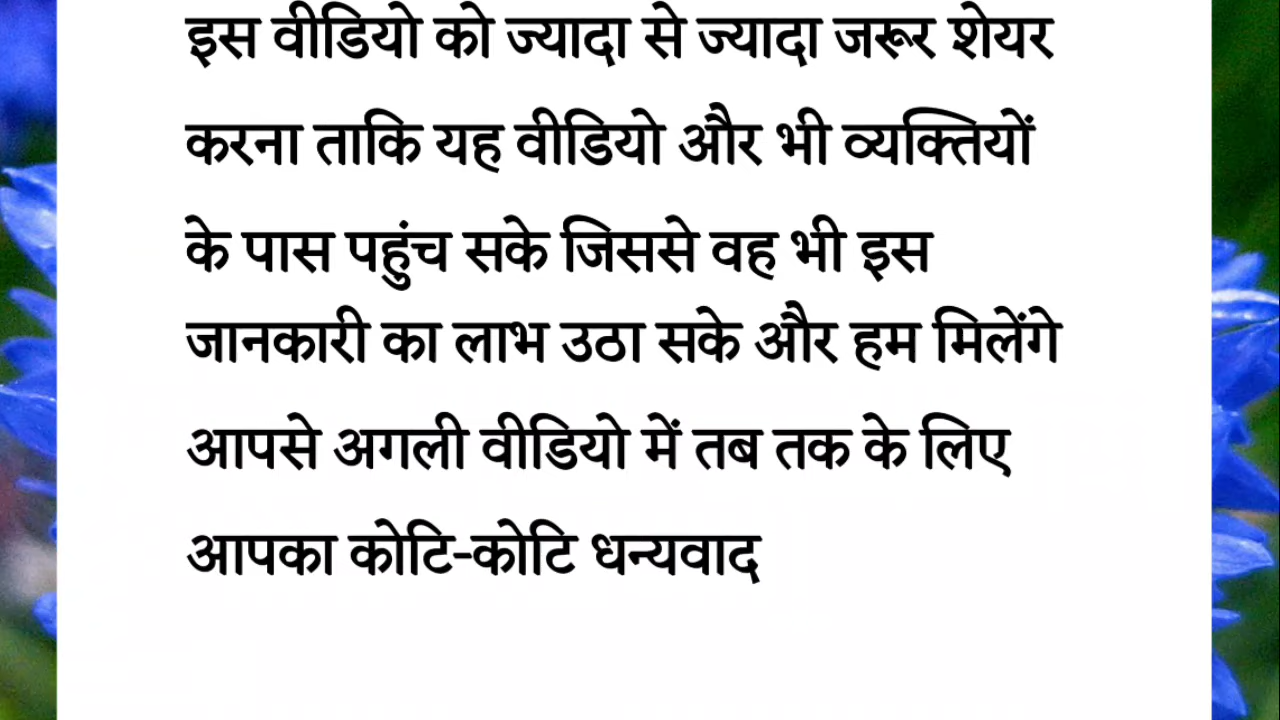 इस वीडियो को ज्यादा से ज्यादा जरूर शेयर
करना ताकि यह वीडियो और भी व्यक्तियों
के पास पहुंच सके जिससे वह भी इस
जानकारी का लाभ उठा सके और हम मिलेंगे
आपसे अगली वीडियो में तब तक के लिए
आपका कोटि-कोटि धन्यवाद